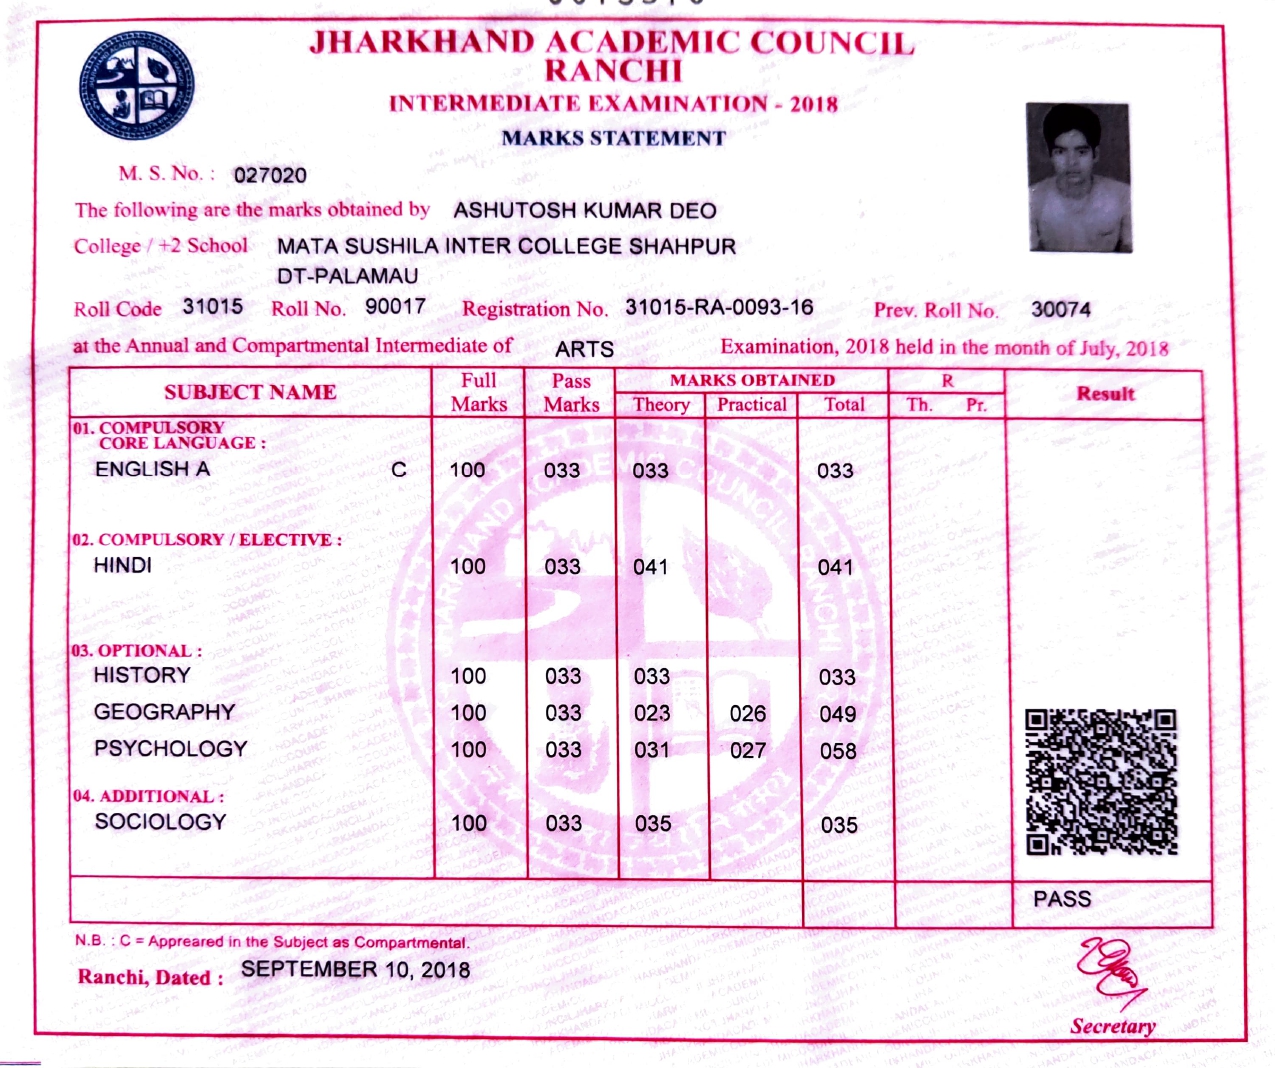 JHARKHAND ACADEMIC COUNCIL
RANCHI
INTERMEDIATE EXAMINATION - 2018
MARKS STATEMENT
M. S. No. : 027020
The following are the marks obtained by ASHUTOSH KUMAR DEO
College / +2 School MATA SUSHILA INTER COLLEGE SHAHPUR
DT-PALAMAU
Roll Code 31015 Roll No. 90017 Registration No. 31015-RA-0093-16 Prev. Roll No. 30074
at the Annual and Compartmental Intermediate of ARTS Examination, 2018 held in the month of July, 2018
SUBJECT NAME Full Marks Pass Marks MARKS OBTAINED R Result
Theory Practical Total Th. Pr.
01. COMPULSORY
CORE LANGUAGE :
ENGLISH A C 100 033 033 033
02. COMPULSORY / ELECTIVE :
HINDI 100 033 041 041
03. OPTIONAL :
HISTORY 100 033 033 033
GEOGRAPHY 100 033 023 026 049
PSYCHOLOGY 100 033 031 027 058
04. ADDITIONAL :
SOCIOLOGY 100 033 035 035
PASS
N.B. : C = Appreared in the Subject as Compartmental.
Ranchi, Dated : SEPTEMBER 10, 2018
Secretary